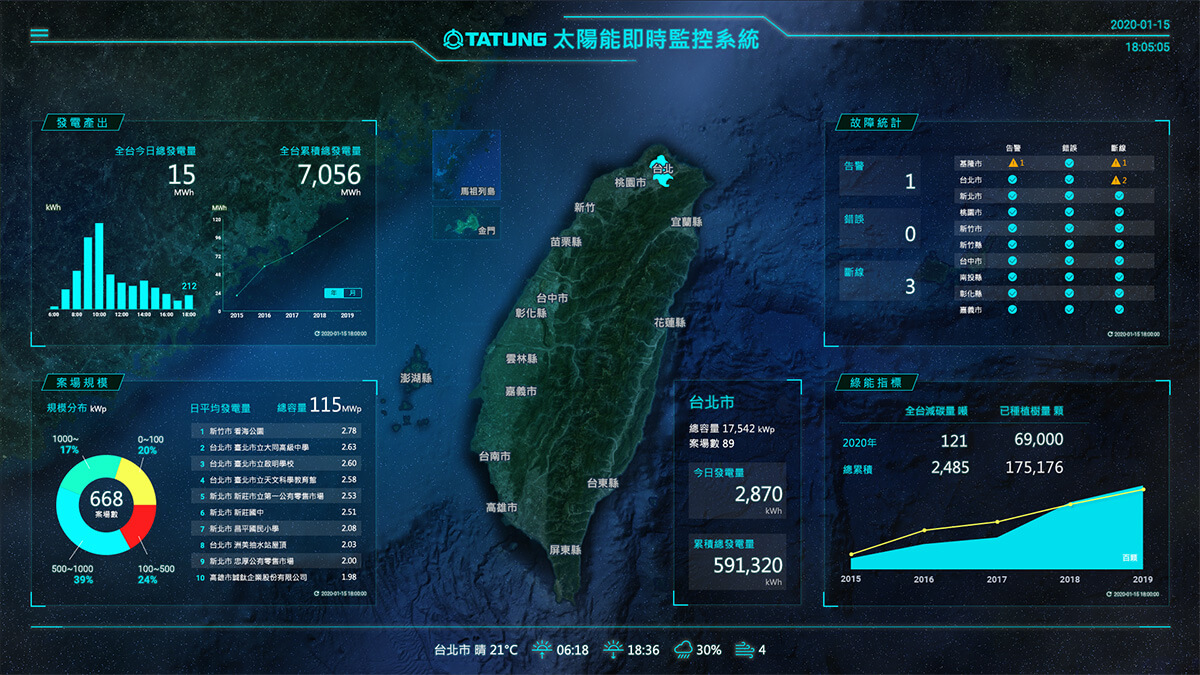 TATUNG 太陽能即時監控系統
2020-01-15
18:05:05
發電產出
全台今日總發電量
15
MWh
全台累積總發電量
7,056
MWh
kWh
212
6:00 8:00 10:00 12:00 14:00 16:00 18:00
MWh
120
96
72
48
24
0
2015 2016 2017 2018 2019
年 月
2020-01-15 18:00:00
案場規模
規模分布 kWp
1000~
17%
0~100
20%
668
案場數
500~1000
39%
100~500
24%
日平均發電量 總容量 115 MWp
1 新竹市 看海公園 2.78
2 台北市 臺北市立大同高級中學 2.63
3 台北市 臺北市立啟明學校 2.60
4 台北市 臺北市立天文科學教育館 2.58
5 新北市 新莊市立第一公有零售市場 2.53
6 新北市 新莊國中 2.51
7 新北市 昌平國民小學 2.08
8 台北市 洲美抽水站屋頂 2.03
9 新北市 忠厚公有零售市場 2.00
10 高雄市誠鈦企業股份有限公司 1.98
2020-01-15 18:00:00
馬祖列島
金門
澎湖縣
台北
桃園市
新竹
宜蘭縣
苗栗縣
台中市
彰化縣
花蓮縣
雲林縣
嘉義市
台南市
台東縣
高雄市
屏東縣
台北市
總容量 17,542 kWp
案場數 89
今日發電量
2,870
kWh
累積總發電量
591,320
kWh
故障統計
告警
1
錯誤
0
斷線
3
告警 錯誤 斷線
基隆市 1 1
台北市 2
新北市
桃園市
新竹市
新竹縣
台中市
南投縣
彰化縣
嘉義市
2020-01-15 18:00:00
綠能指標
全台減碳量 噸 已種植樹量 顆
2020年 121 69,000
總累積 2,485 175,176
百顆
2015 2016 2017 2018 2019
2020-01-15 18:00:00
台北市 晴 21°C 06:18 18:36 30% 4